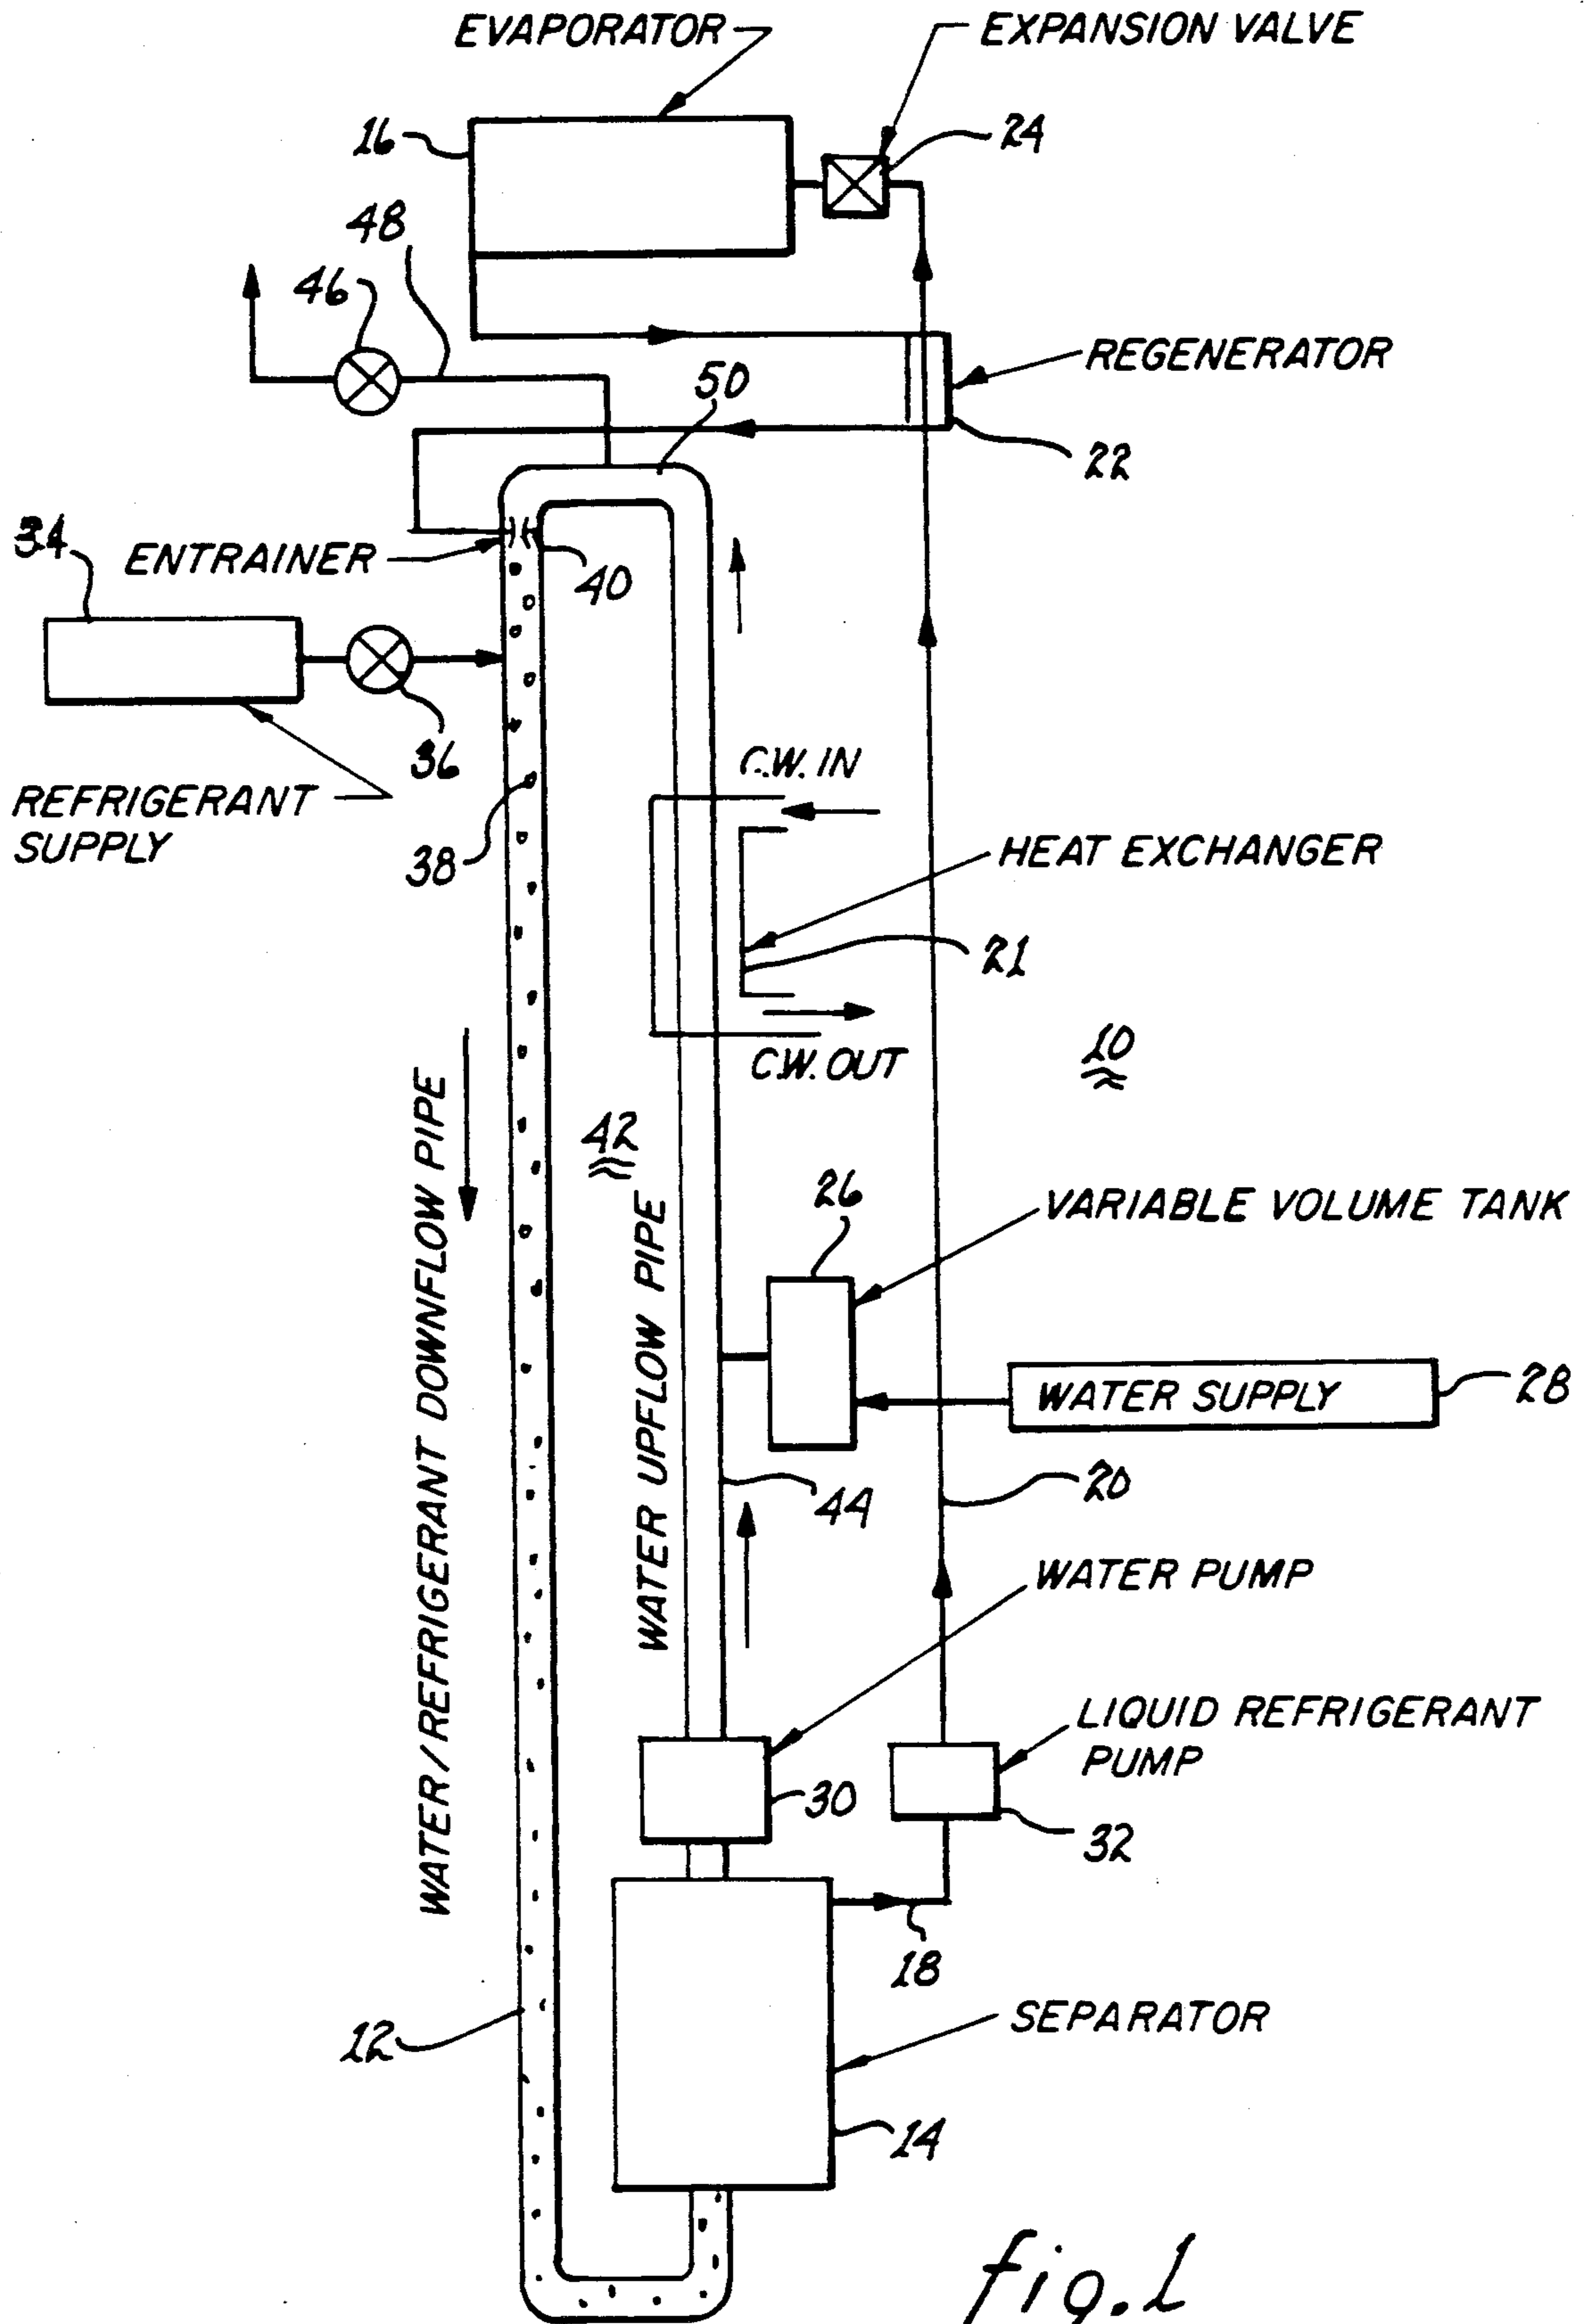 EVAPORATOR
EXPANSION VALVE
16
24
48
46
REGENERATOR
50
22
34
ENTRAINER
40
36
C.W. IN
REFRIGERANT
SUPPLY
38
HEAT EXCHANGER
21
C.W. OUT
10
WATER/REFRIGERANT DOWNFLOW PIPE
42
WATER UPFLOW PIPE
26
VARIABLE VOLUME TANK
WATER SUPPLY
28
44
20
WATER PUMP
LIQUID REFRIGERANT
PUMP
30
32
18
12
SEPARATOR
14
fig. 1